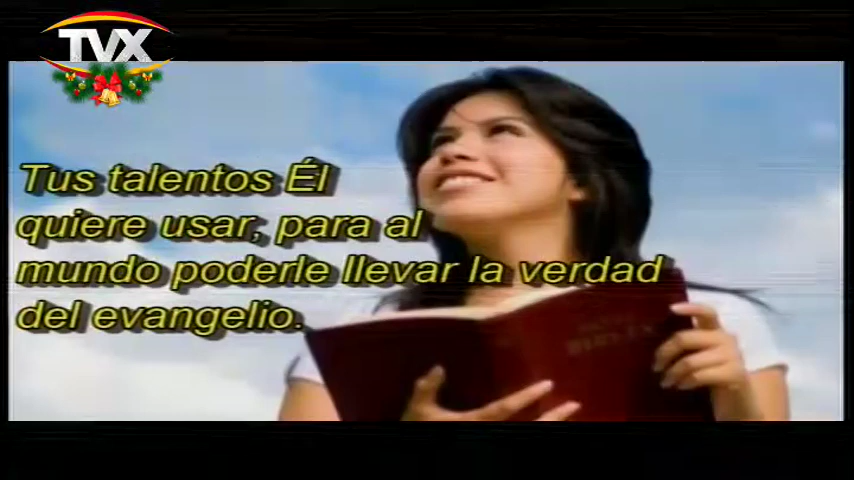 TVX
Tus talentos Él
quiere usar, para al
mundo poderle llevar la verdad
del evangelio.